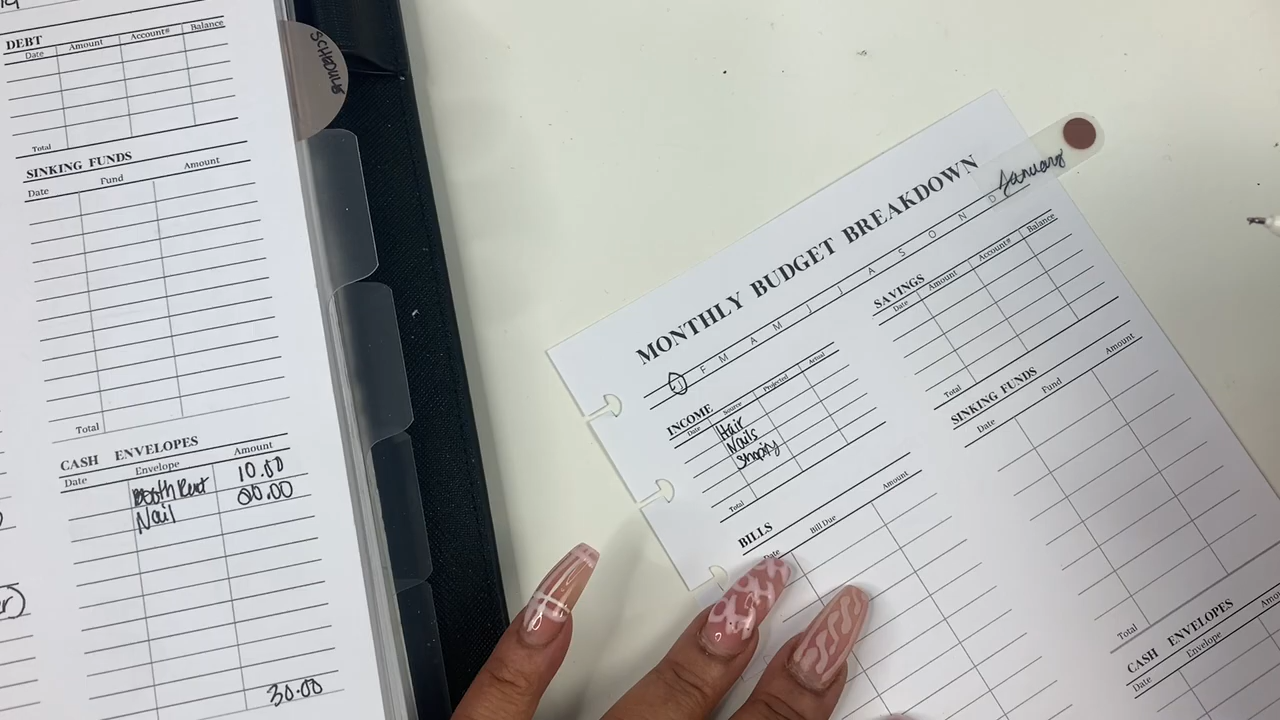 DEBT
Date Amount Account# Balance
Total
SINKING FUNDS
Date Fund Amount
Total
CASH ENVELOPES
Date Envelope Amount
Booth Rent 10.00
Nail 20.00
30.00
SCHEDULE
MONTHLY BUDGET BREAKDOWN
January
J F M A M J J A S O N D
INCOME
Date Source Projected Actual
Hair
Nails
Shopify
Total
BILLS
Date Bill Due Amount
SAVINGS
Date Amount Account# Balance
Total
SINKING FUNDS
Date Fund Amount
Total
CASH ENVELOPES
Date Envelope